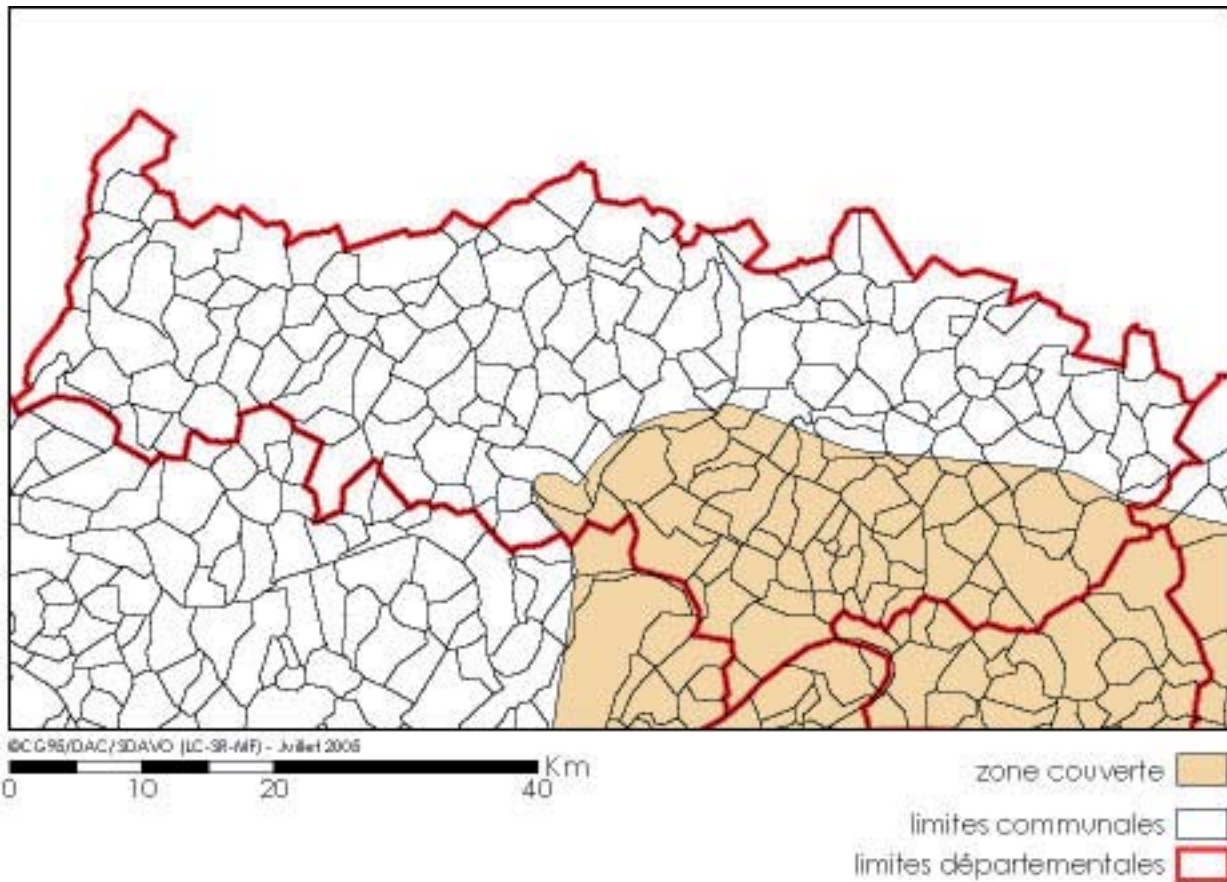 ©CG95/DAC/SDAVO (LC-SR-MF) - Juillet 2005
Km
0 10 20 40
zone couverte
limites communales
limites départementales